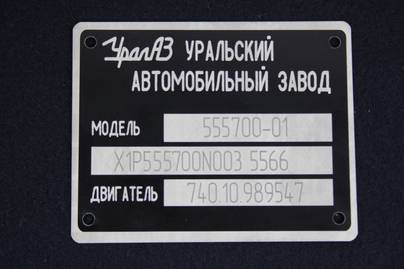 УралАЗ УРАЛЬСКИЙ
АВТОМОБИЛЬНЫЙ ЗАВОД
МОДЕЛЬ 555700-01
X1P555700N003 5566
ДВИГАТЕЛЬ 740.10.989547